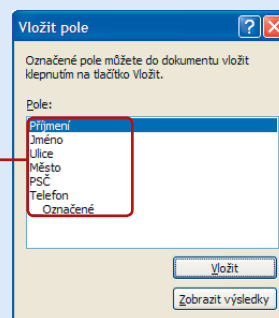 Vložit pole
Označené pole můžete do dokumentu vložit
klepnutím na tlačítko Vložit.
Pole:
Příjmení
Jméno
Ulice
Město
PSČ
Telefon
Označené
Vložit
Zobrazit výsledky